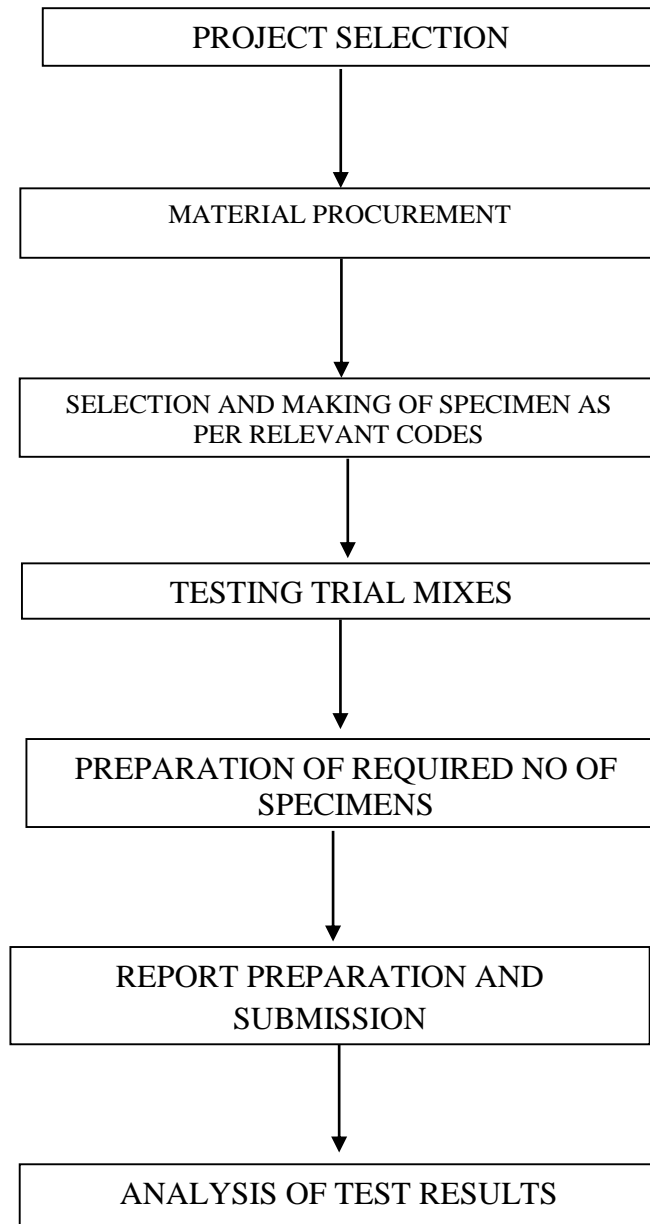 PROJECT SELECTION
MATERIAL PROCUREMENT
SELECTION AND MAKING OF SPECIMEN AS
PER RELEVANT CODES
TESTING TRIAL MIXES
PREPARATION OF REQUIRED NO OF
SPECIMENS
REPORT PREPARATION AND
SUBMISSION
ANALYSIS OF TEST RESULTS